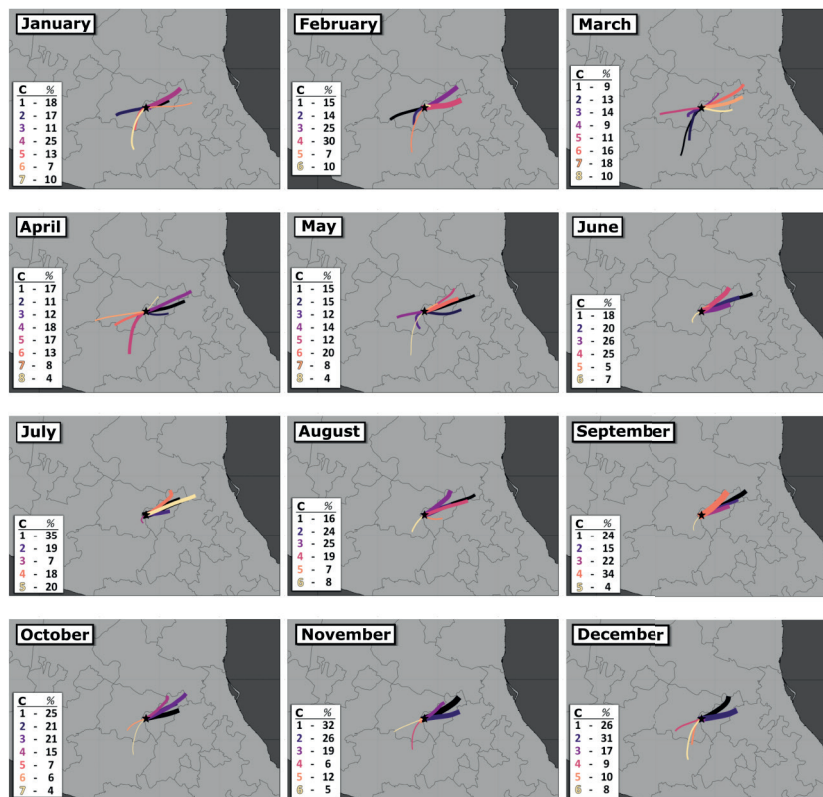 January
C %
1 - 18
2 - 17
3 - 11
4 - 25
5 - 13
6 - 7
7 - 10
February
C %
1 - 15
2 - 14
3 - 25
4 - 30
5 - 7
6 - 10
March
C %
1 - 9
2 - 13
3 - 14
4 - 9
5 - 11
6 - 16
7 - 18
8 - 10
April
C %
1 - 17
2 - 11
3 - 12
4 - 18
5 - 17
6 - 13
7 - 8
8 - 4
May
C %
1 - 15
2 - 15
3 - 12
4 - 14
5 - 12
6 - 20
7 - 8
8 - 4
June
C %
1 - 18
2 - 20
3 - 26
4 - 25
5 - 5
6 - 7
July
C %
1 - 35
2 - 19
3 - 7
4 - 18
5 - 20
August
C %
1 - 16
2 - 24
3 - 25
4 - 19
5 - 7
6 - 8
September
C %
1 - 24
2 - 15
3 - 22
4 - 34
5 - 4
October
C %
1 - 25
2 - 21
3 - 21
4 - 15
5 - 7
6 - 6
7 - 4
November
C %
1 - 32
2 - 26
3 - 19
4 - 6
5 - 12
6 - 5
December
C %
1 - 26
2 - 31
3 - 17
4 - 9
5 - 10
6 - 8